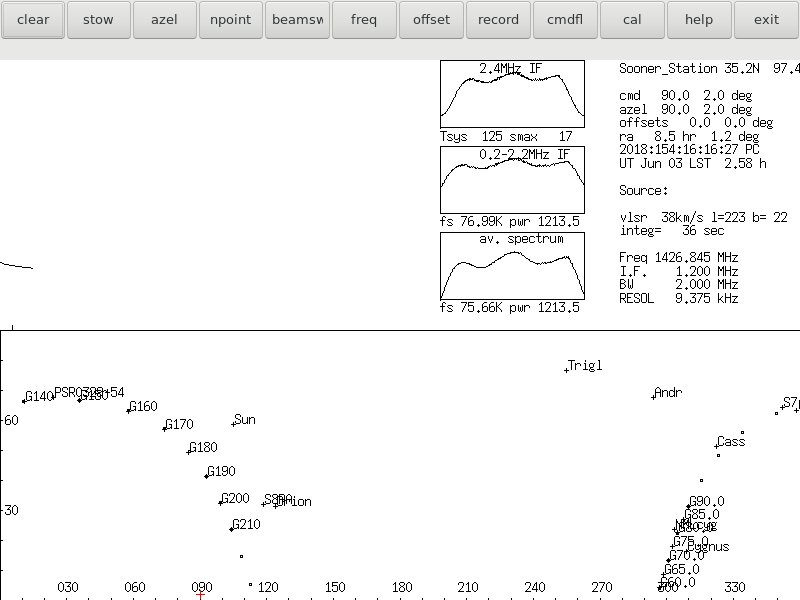 clear stow azel npoint beamsw freq offset record cmdfl cal help exit
2.4MHz IF
Tsys 125 smax 17
0.2-2.2MHz IF
fs 76.99K pwr 1213.5
av. spectrum
fs 75.66K pwr 1213.5
Sooner_Station 35.2N 97.4
cmd 90.0 2.0 deg
azel 90.0 2.0 deg
offsets 0.0 0.0 deg
ra 8.5 hr 1.2 deg
2018:154:16:16:27 PC
UT Jun 03 LST 2.58 h
Source:
vlsr 38km/s l=223 b= 22
integ= 36 sec
Freq 1426.845 MHz
I.F. 1.200 MHz
BW 2.000 MHz
RESOL 9.375 kHz
Trigl
G140 PSR0329+54 G150
Andr
S7
G160
60
G170 Sun
Cass
G180
G190
G200 Orion
G90.0
30
G85.0
G210
G75.0 Cygnus
G70.0
G65.0
G60.0
030 060 090 120 150 180 210 240 270 300 330